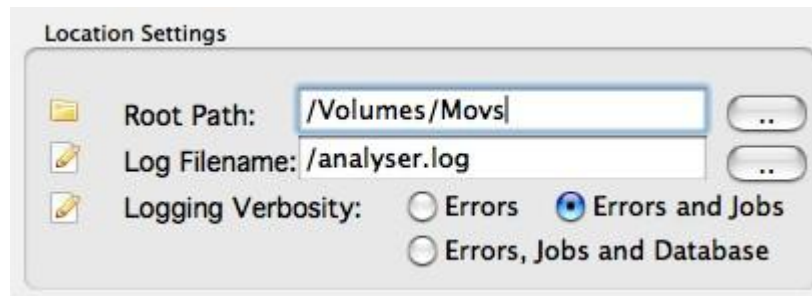 Location Settings
Root Path: /Volumes/Movs
..
Log Filename: /analyser.log
..
Logging Verbosity: Errors Errors and Jobs
Errors, Jobs and Database